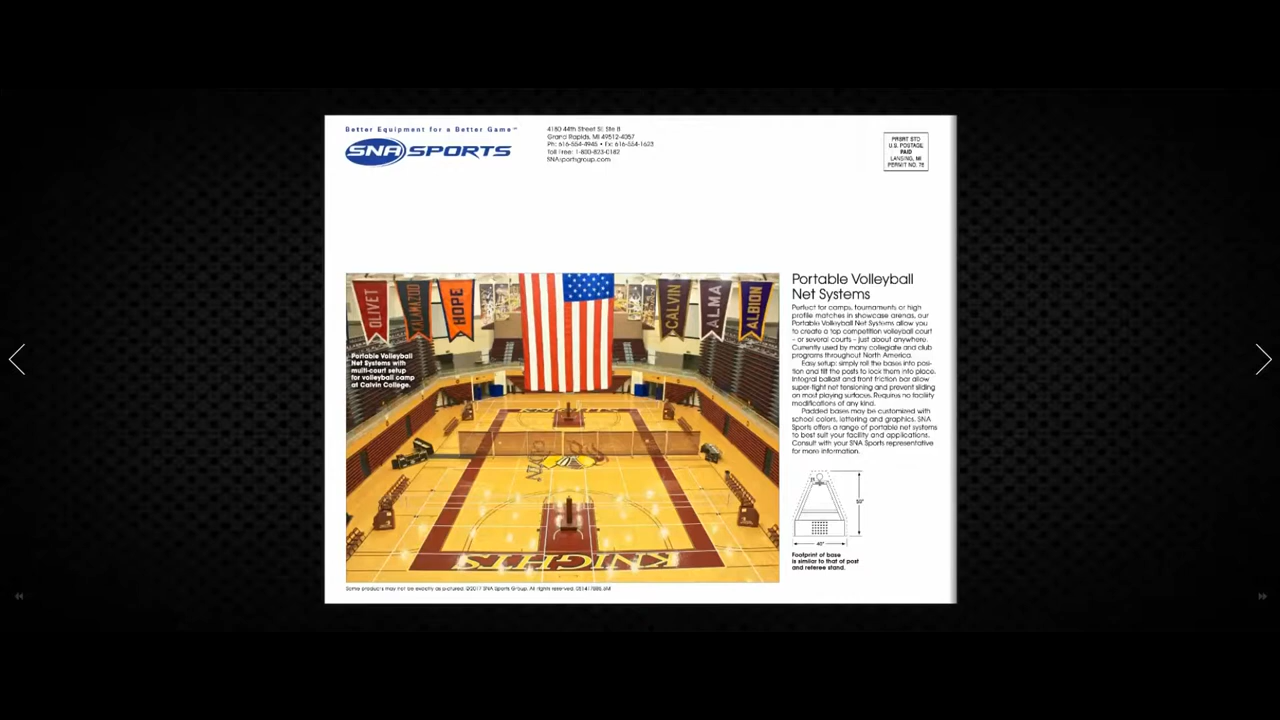 Better Equipment for a Better Game℠
SNA SPORTS
4180 44th Street SE Ste B
Grand Rapids, MI 49512-4057
Ph: 616-554-4945 • Fx: 616-554-1623
Toll Free: 1-800-823-0182
SNAsportsgroup.com
PRSRT STD
U.S. POSTAGE
PAID
LANSING, MI
PERMIT NO. 75
OLIVET
KALAMAZOO
HOPE
CALVIN
ALMA
ALBION
Portable Volleyball
Net Systems with
multi-court setup
for volleyball camp
at Calvin College.
KNIGHTS
KNIGHTS
Portable Volleyball
Net Systems
Perfect for camps, tournaments or high
profile matches in showcase arenas, our
Portable Volleyball Net Systems allow you
to create a top competition volleyball court
– or several courts – just about anywhere.
Currently used by many collegiate and club
programs throughout North America.
Easy setup: simply roll the bases into posi-
tion and tilt the posts to lock them into place.
Integral ballast and front friction bar allow
super-tight net tensioning and prevent sliding
on most playing surfaces. Requires no facility
modifications of any kind.
Padded bases may be customized with
school colors, lettering and graphics. SNA
Sports offers a range of portable net systems
to best suit your facility and applications.
Consult with your SNA Sports representative
for more information.
50"
40"
Footprint of base
is similar to that of post
and referee stand.
Some products may not be exactly as pictured. ©2017 SNA Sports Group. All rights reserved.